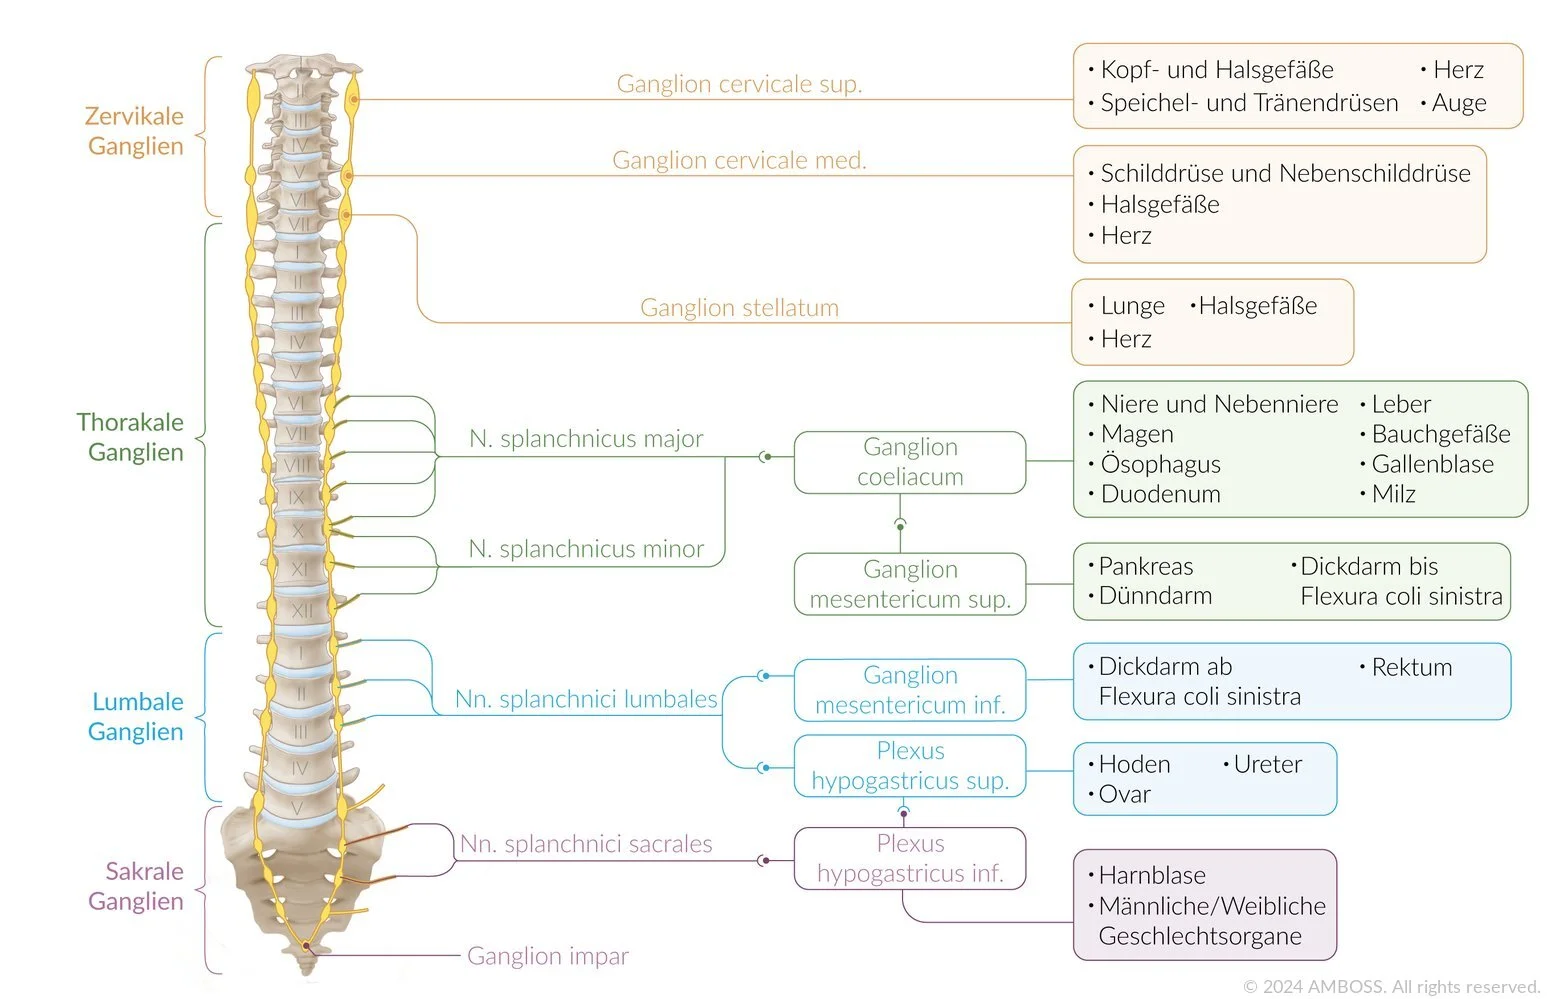 Zervikale
Ganglien
Ganglion cervicale sup.
• Kopf- und Halsgefäße • Herz
• Speichel- und Tränendrüsen • Auge
Ganglion cervicale med.
• Schilddrüse und Nebenschilddrüse
• Halsgefäße
• Herz
Ganglion stellatum
• Lunge • Halsgefäße
• Herz
III
IV
V
VI
VII
Thorakale
Ganglien
I
II
III
IV
V
VI
VII
VIII
IX
X
XI
XII
N. splanchnicus major
N. splanchnicus minor
Ganglion
coeliacum
• Niere und Nebenniere • Leber
• Magen • Bauchgefäße
• Ösophagus • Gallenblase
• Duodenum • Milz
Ganglion
mesentericum sup.
• Pankreas • Dickdarm bis
• Dünndarm Flexura coli sinistra
Lumbale
Ganglien
I
II
III
IV
V
Nn. splanchnici lumbales
Ganglion
mesentericum inf.
• Dickdarm ab • Rektum
Flexura coli sinistra
Plexus
hypogastricus sup.
• Hoden • Ureter
• Ovar
Sakrale
Ganglien
Nn. splanchnici sacrales
Plexus
hypogastricus inf.
• Harnblase
• Männliche/Weibliche
Geschlechtsorgane
Ganglion impar
© 2024 AMBOSS. All rights reserved.